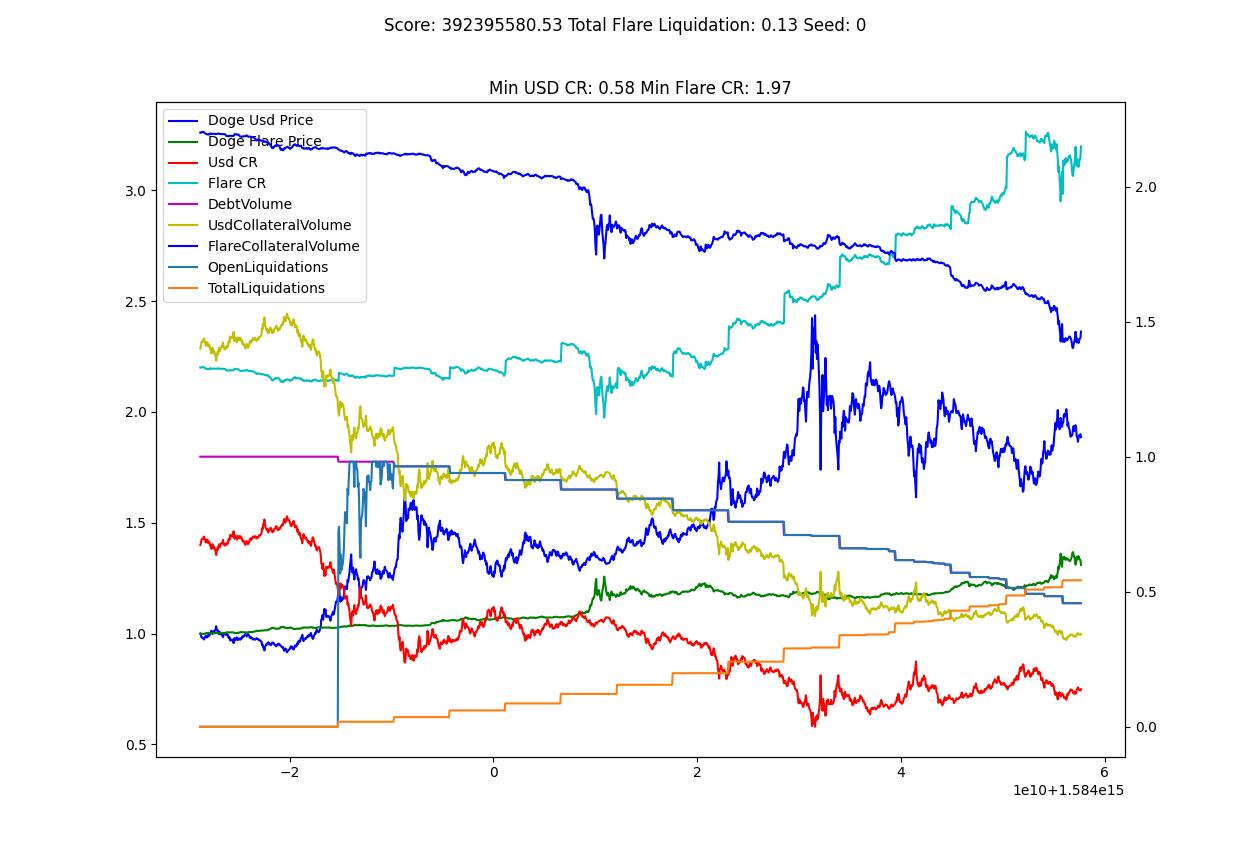 Score: 392395580.53 Total Flare Liquidation: 0.13 Seed: 0
Min USD CR: 0.58 Min Flare CR: 1.97
Doge Usd Price
Doge Flare Price
Usd CR
Flare CR
DebtVolume
UsdCollateralVolume
FlareCollateralVolume
OpenLiquidations
TotalLiquidations
3.0
2.5
2.0
1.5
1.0
0.5
2.0
1.5
1.0
0.5
0.0
−2 0 2 4 6
1e10+1.584e15